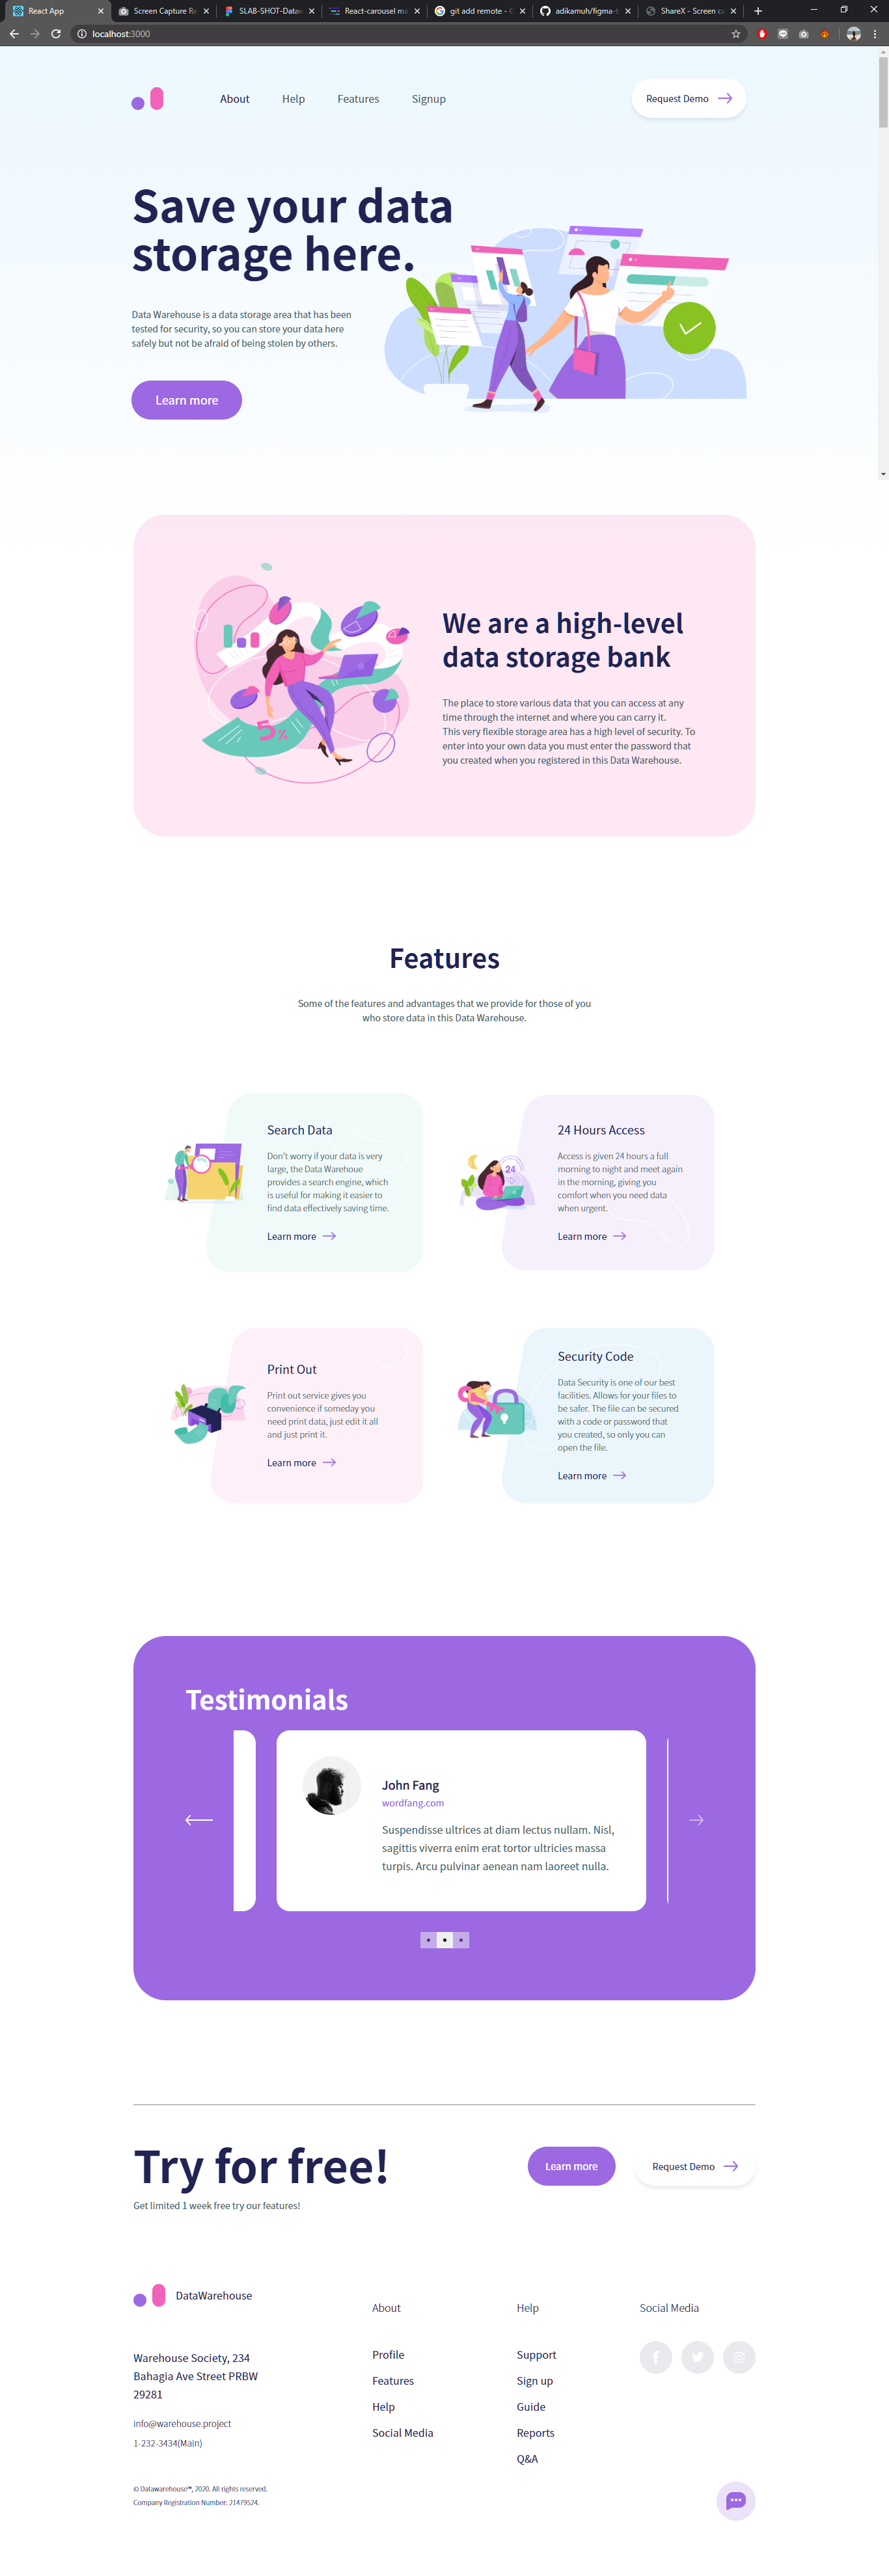 React App
Screen Capture Re
SLAB-SHOT-Dataw
React-carousel ma
git add remote - G
adikamuh/figma-t
ShareX - Screen ca
localhost:3000
About
Help
Features
Signup
Request Demo
Save your data
storage here.
Data Warehouse is a data storage area that has been
tested for security, so you can store your data here
safely but not be afraid of being stolen by others.
Learn more
5%
We are a high-level
data storage bank
The place to store various data that you can access at any
time through the internet and where you can carry it.
This very flexible storage area has a high level of security. To
enter into your own data you must enter the password that
you created when you registered in this Data Warehouse.
Features
Some of the features and advantages that we provide for those of you
who store data in this Data Warehouse.
Search Data
Don't worry if your data is very
large, the Data Warehoue
provides a search engine, which
is useful for making it easier to
find data effectively saving time.
Learn more
24
24 Hours Access
Access is given 24 hours a full
morning to night and meet again
in the morning, giving you
comfort when you need data
when urgent.
Learn more
Print Out
Print out service gives you
convenience if someday you
need print data, just edit it all
and just print it.
Learn more
Security Code
Data Security is one of our best
facilities. Allows for your files to
be safer. The file can be secured
with a code or password that
you created, so only you can
open the file.
Learn more
Testimonials
John Fang
wordfang.com
Suspendisse ultrices at diam lectus nullam. Nisl,
sagittis viverra enim erat tortor ultricies massa
turpis. Arcu pulvinar aenean nam laoreet nulla.
Try for free!
Get limited 1 week free try our features!
Learn more
Request Demo
DataWarehouse
Warehouse Society, 234
Bahagia Ave Street PRBW
29281
info@warehouse.project
1-232-3434(Main)
About
Profile
Features
Help
Social Media
Help
Support
Sign up
Guide
Reports
Q&A
Social Media
© Datawarehouse™, 2020. All rights reserved.
Company Registration Number: 21479524.